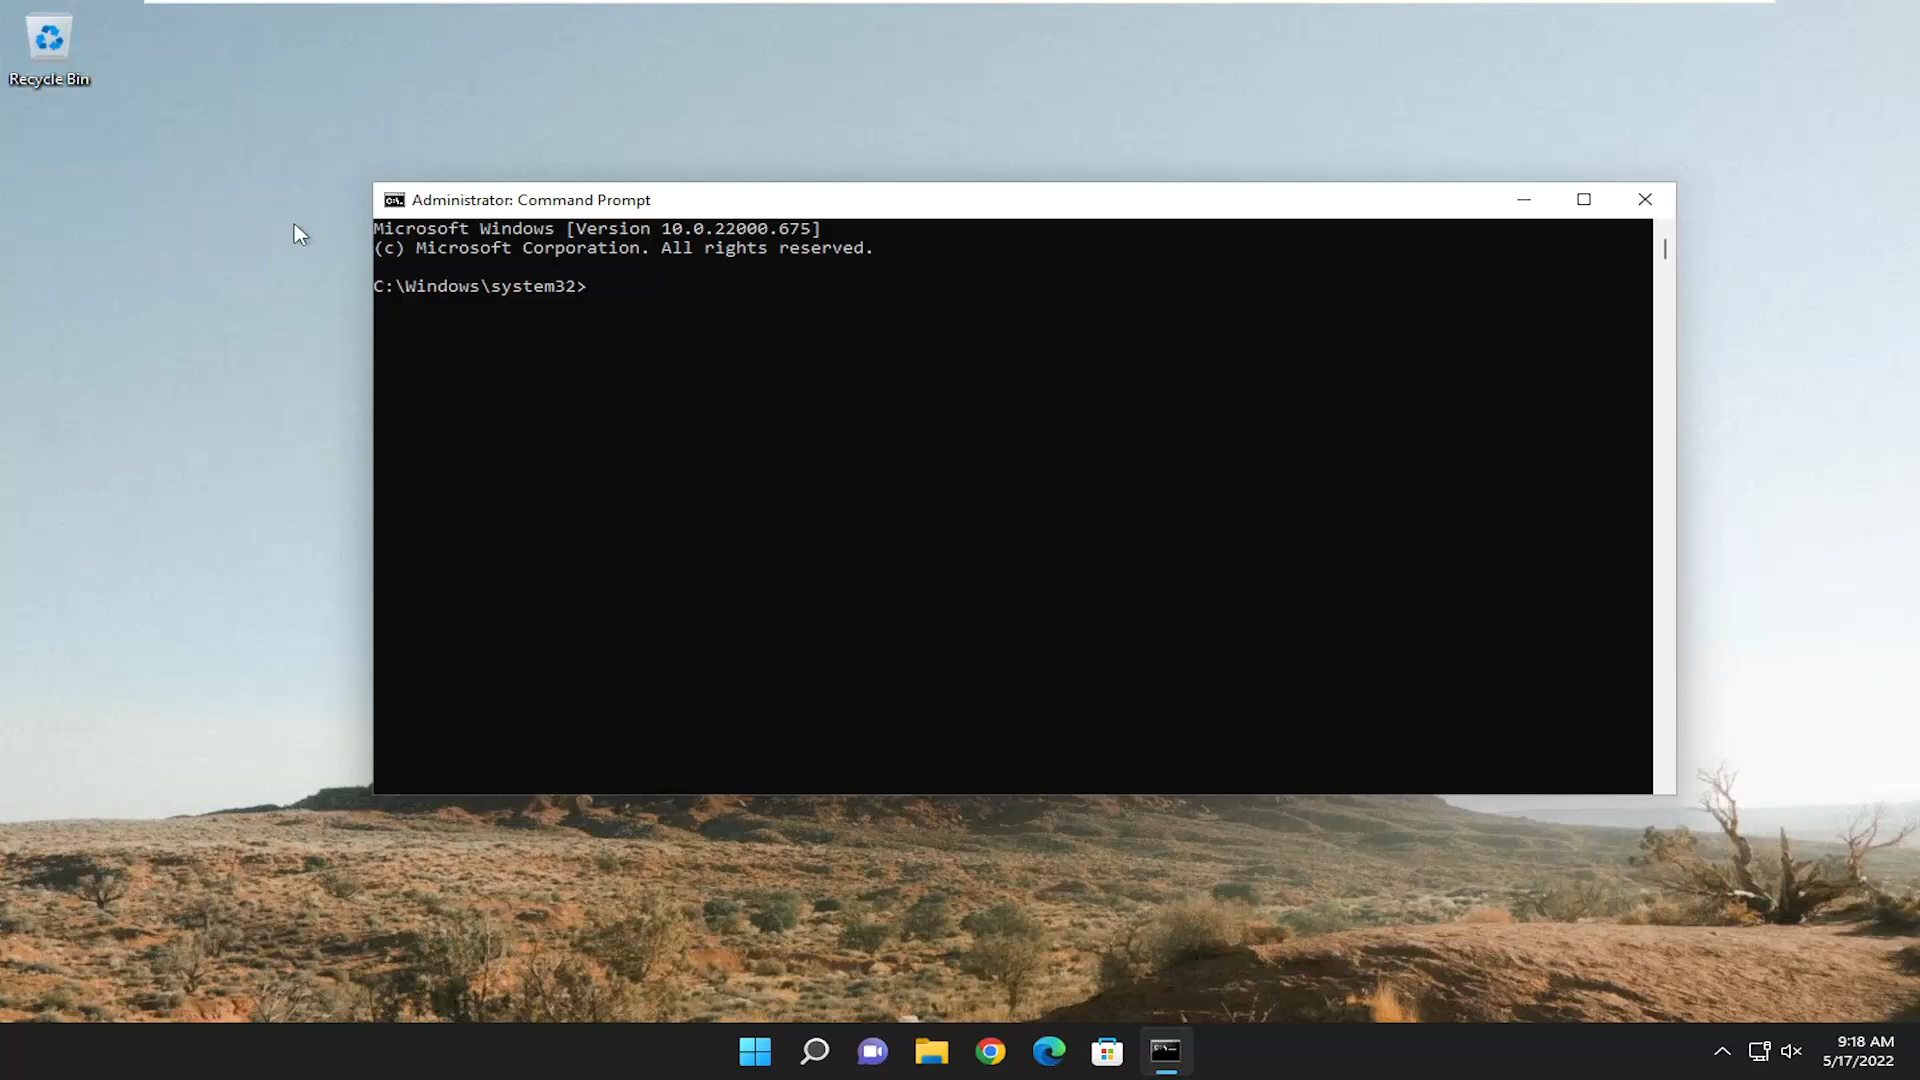 Recycle Bin
Administrator: Command Prompt
Microsoft Windows [Version 10.0.22000.675]
(c) Microsoft Corporation. All rights reserved.
C:\Windows\system32>
9:18 AM
5/17/2022